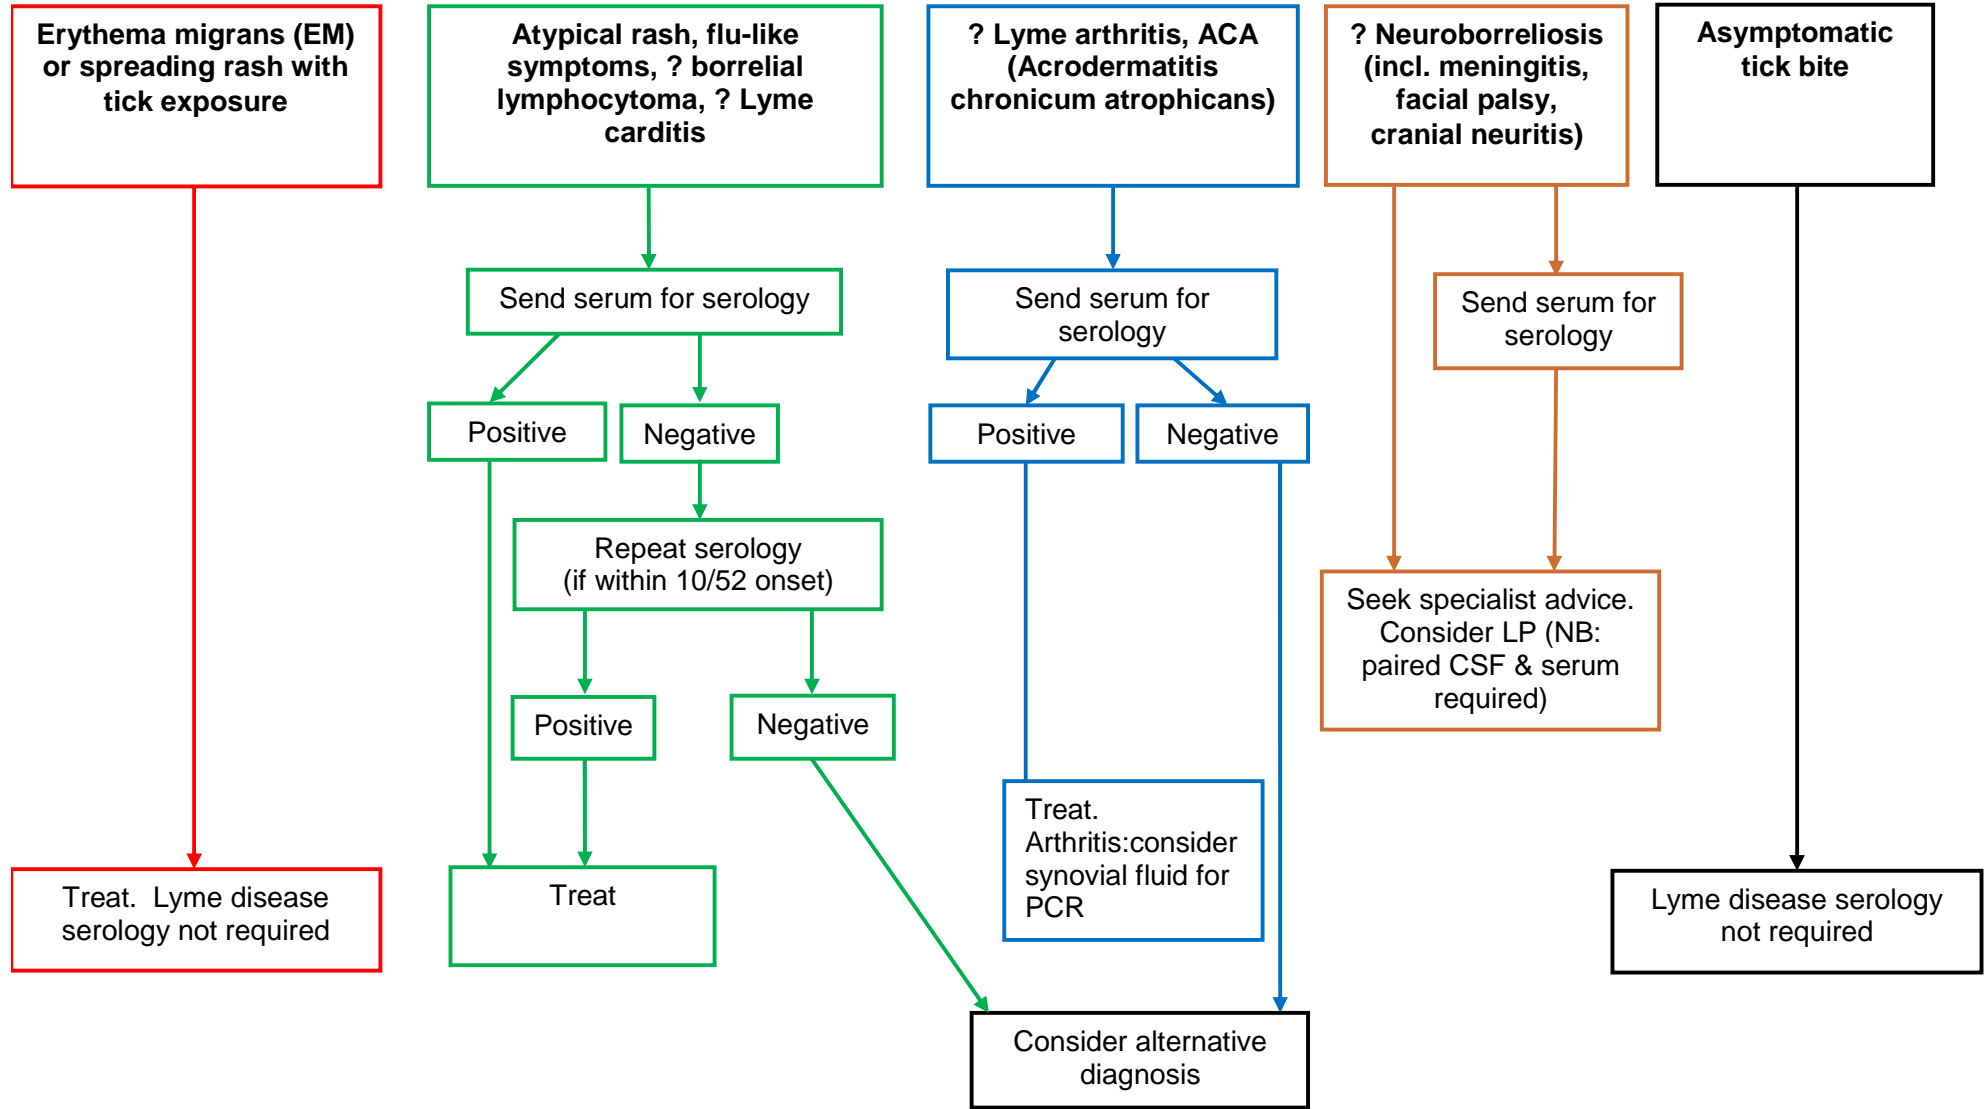 Erythema migrans (EM)
or spreading rash with
tick exposure
Atypical rash, flu-like
symptoms, ? borrelial
lymphocytoma, ? Lyme
carditis
? Lyme arthritis, ACA
(Acrodermatitis
chronicum atrophicans)
? Neuroborreliosis
(incl. meningitis,
facial palsy,
cranial neuritis)
Asymptomatic
tick bite
Send serum for serology
Send serum for
serology
Send serum for
serology
Positive
Negative
Positive
Negative
Repeat serology
(if within 10/52 onset)
Seek specialist advice.
Consider LP (NB:
paired CSF & serum
required)
Positive
Negative
Treat.
Arthritis:consider
synovial fluid for
PCR
Treat.  Lyme disease
serology not required
Treat
Lyme disease serology
not required
Consider alternative
diagnosis